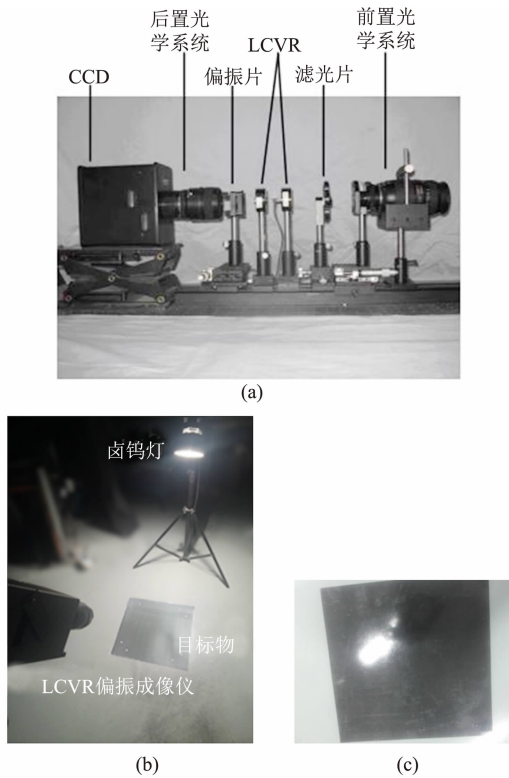 后置光
学系统
LCVR
前置光
学系统
CCD
偏振片
滤光片
(a)
卤钨灯
目标物
LCVR偏振成像仪
(b)
(c)